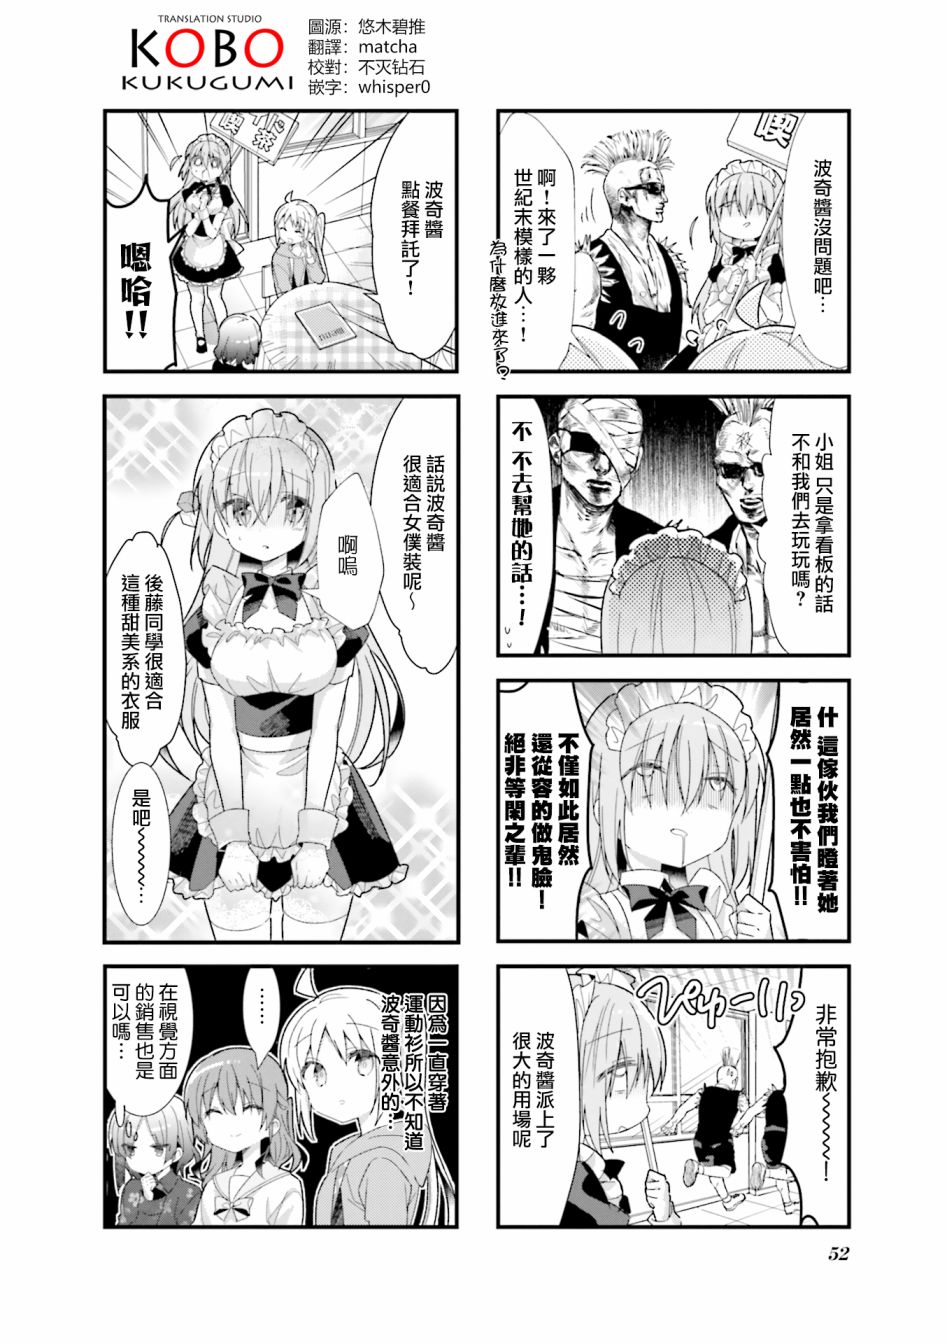 TRANSLATION STUDIO
KOBO
KUKUGUMI
圖源：悠木碧推
翻譯：matcha
校對：不灭钻石
嵌字：whisper0
喫
波奇醬沒問題吧…
啊！來了一夥
世紀末模樣的人…！
為什麼放進來了？
小姐 只是拿看板的話
不和我們去玩玩嗎？
殺
不 不去幫她的話…！
什 這傢伙我們瞪著她
居然一點也不害怕!!
不僅如此居然
還從容的做鬼臉！
絕非等閑之輩!!
非常抱歉～～～！
波奇醬派上了
很大的用場呢
イド
喫茶
波奇醬
點餐拜託了！
嗯哈!!
話説波奇醬
很適合女僕裝呢～
啊嗚
後藤同學很適合
這種甜美系的衣服
是吧～～～～…
因為一直穿著
運動衫所以不知道
波奇醬意外的…
……
在視覺方面
的銷售也是
可以嗎…
52